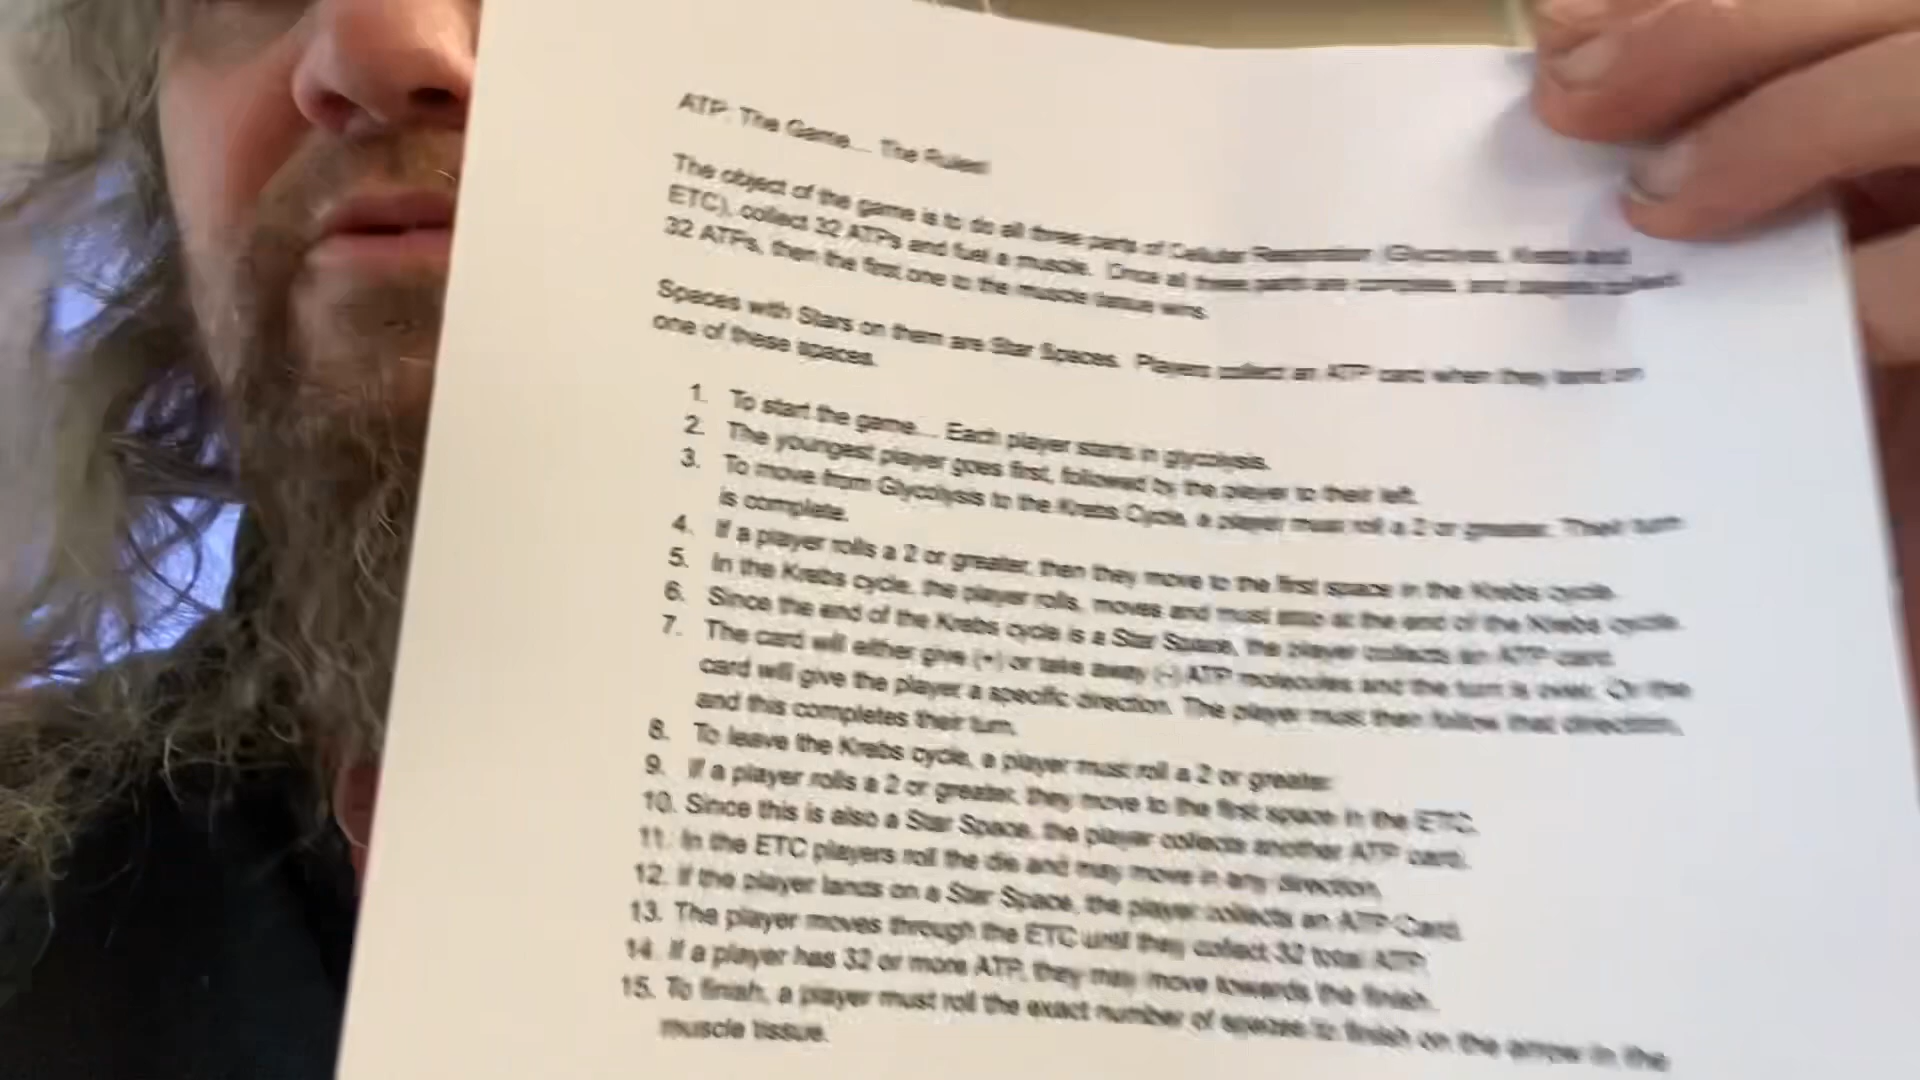 ATP: The Game... The Rules!
The object of the game is to do all three parts of Cellular Respiration (Glycolysis, Krebs and
ETC), collect 32 ATPs and fuel a muscle. Once all three parts are complete, and players collect
32 ATPs, then the first one to the muscle tissue wins.
Spaces with Stars on them are Star Spaces. Players collect an ATP card when they land on
one of these spaces.
1. To start the game... Each player starts in glycolysis.
2. The youngest player goes first, followed by the player to their left.
3. To move from Glycolysis to the Krebs Cycle, a player must roll a 2 or greater. Their turn
is complete.
4. If a player rolls a 2 or greater, then they move to the first space in the Krebs cycle.
5. In the Krebs cycle, the player rolls, moves and must stop at the end of the Krebs cycle.
6. Since the end of the Krebs cycle is a Star Space, the player collects an ATP card.
7. The card will either give (+) or take away (-) ATP molecules and the turn is over. Or the
card will give the player a specific direction. The player must then follow that direction,
and this completes their turn.
8. To leave the Krebs cycle, a player must roll a 2 or greater.
9. If a player rolls a 2 or greater, they move to the first space in the ETC.
10. Since this is also a Star Space, the player collects another ATP card.
11. In the ETC players roll the die and may move in any direction.
12. If the player lands on a Star Space, the player collects an ATP Card.
13. The player moves through the ETC until they collect 32 total ATP.
14. If a player has 32 or more ATP, they may move towards the finish.
15. To finish, a player must roll the exact number of spaces to finish on the arrow in the
muscle tissue.